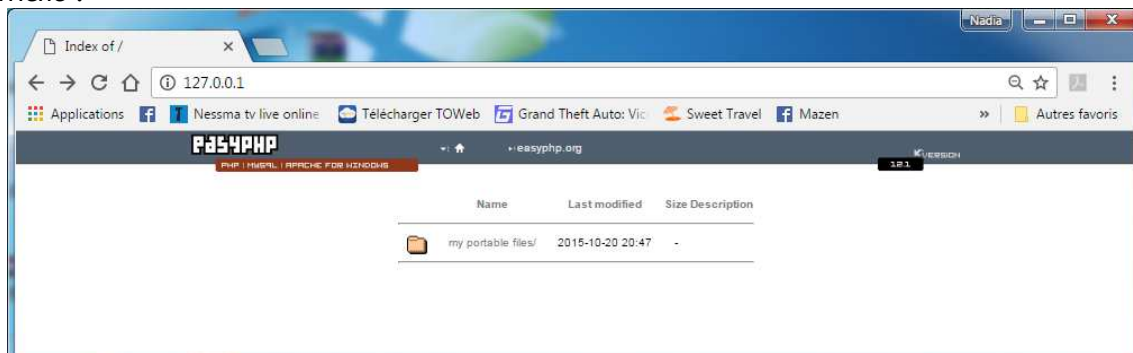 Nadia
Index of /
127.0.0.1
Applications Nessma tv live online Télécharger TOWeb Grand Theft Auto: Vic Sweet Travel Mazen » Autres favoris
EASYPHP easyphp.org VERSION
PHP | MYSQL | APACHE FOR WINDOWS 12.1
Name Last modified Size Description
my portable files/ 2015-10-20 20:47 -